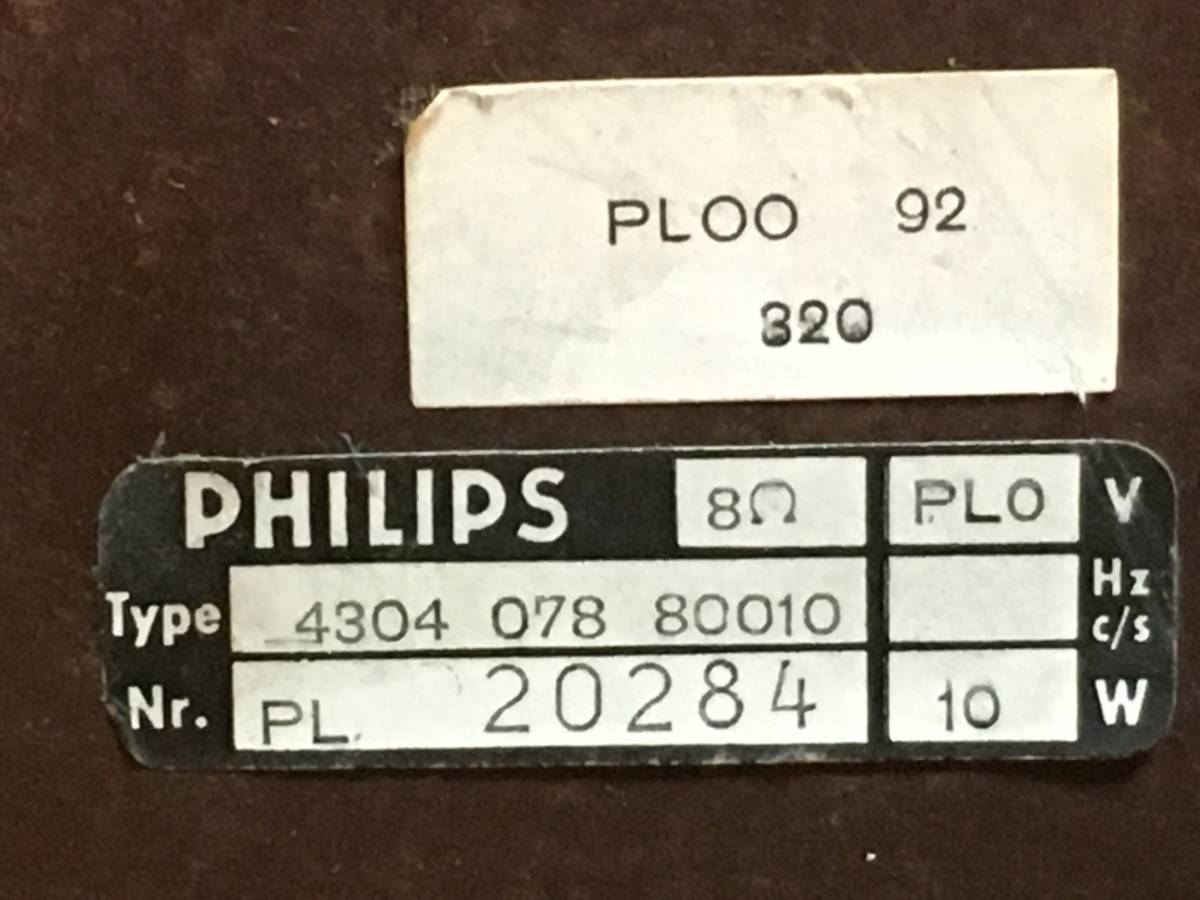 PLOO 92
320
PHILIPS 8Ω PLO V
Type 4304 078 80010 Hz c/s
Nr. PL. 20284 10 W